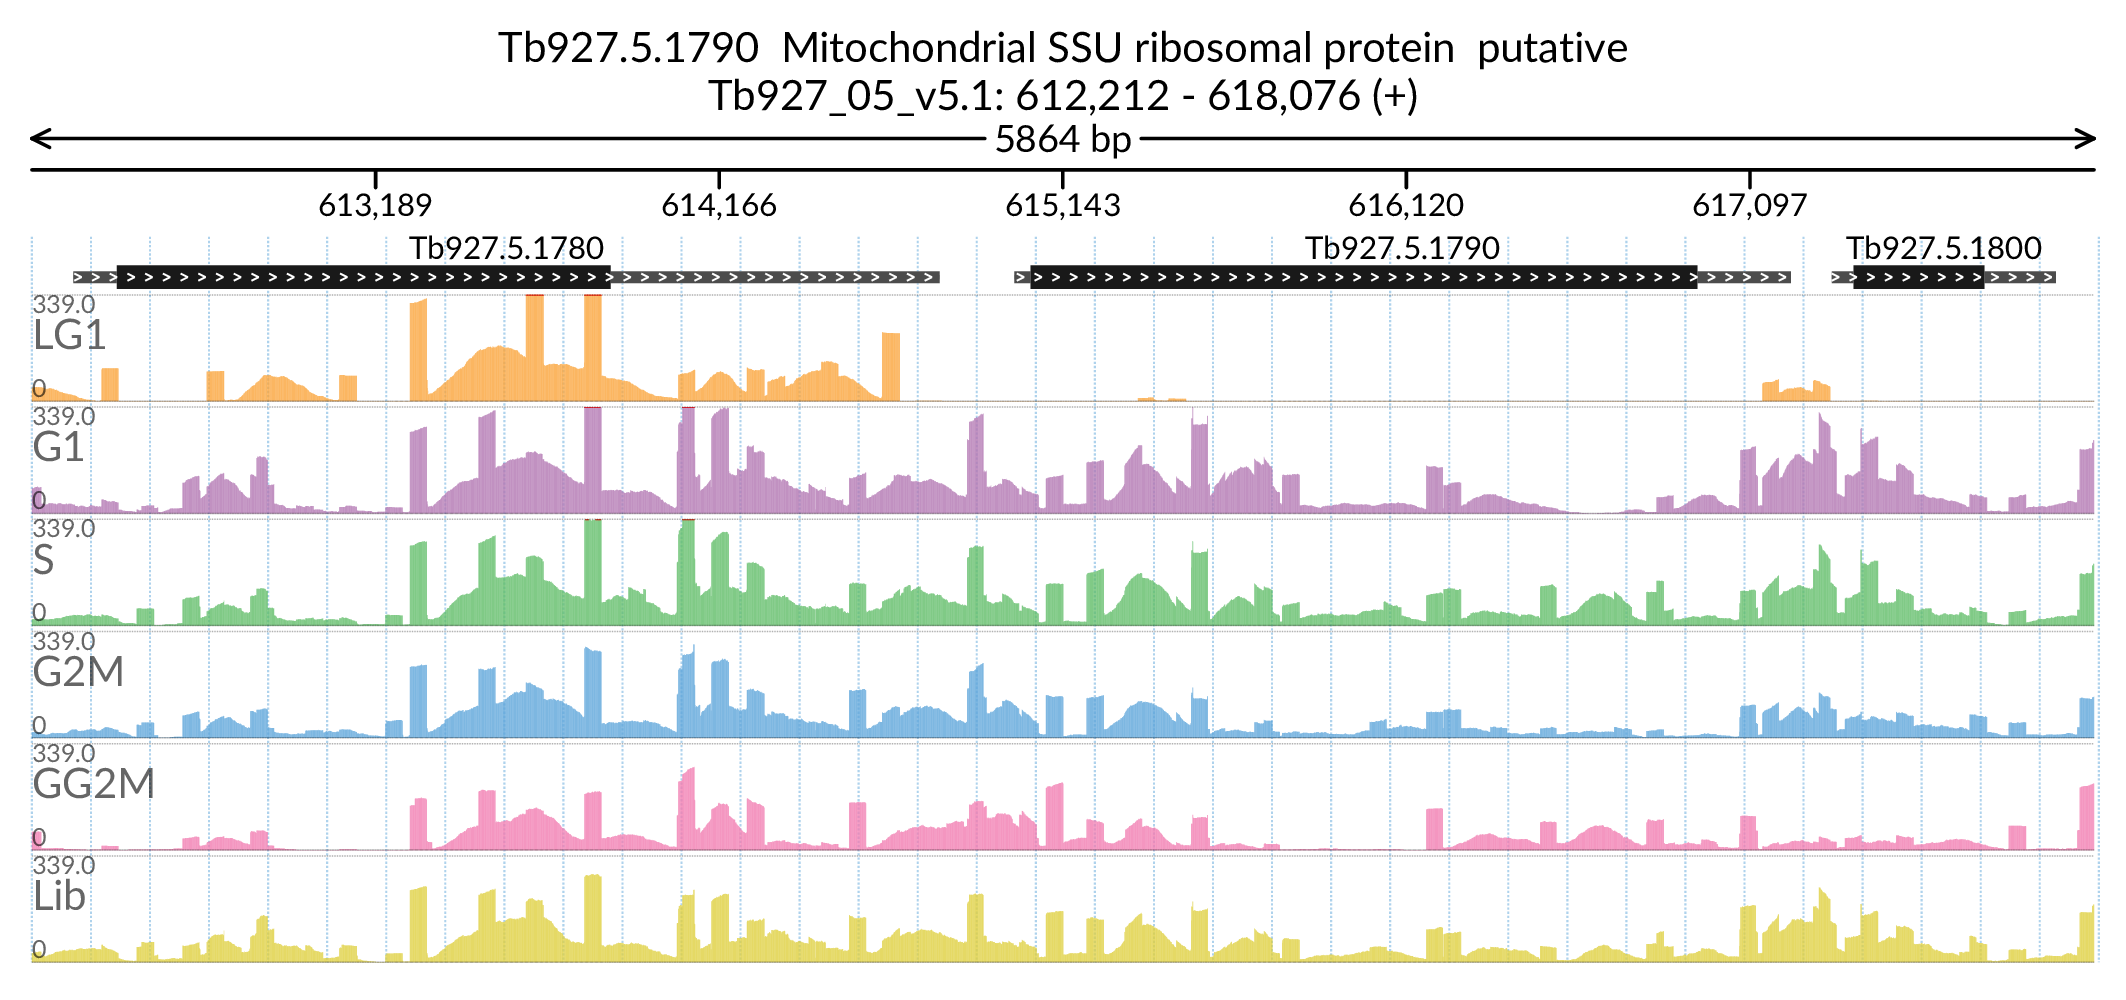 Tb927.5.1790  Mitochondrial SSU ribosomal protein  putative
Tb927_05_v5.1: 612,212 - 618,076 (+)
5864 bp
613,189 614,166 615,143 616,120 617,097
Tb927.5.1780 Tb927.5.1790 Tb927.5.1800
339.0
LG1
0
339.0
G1
0
339.0
S
0
339.0
G2M
0
339.0
GG2M
0
339.0
Lib
0